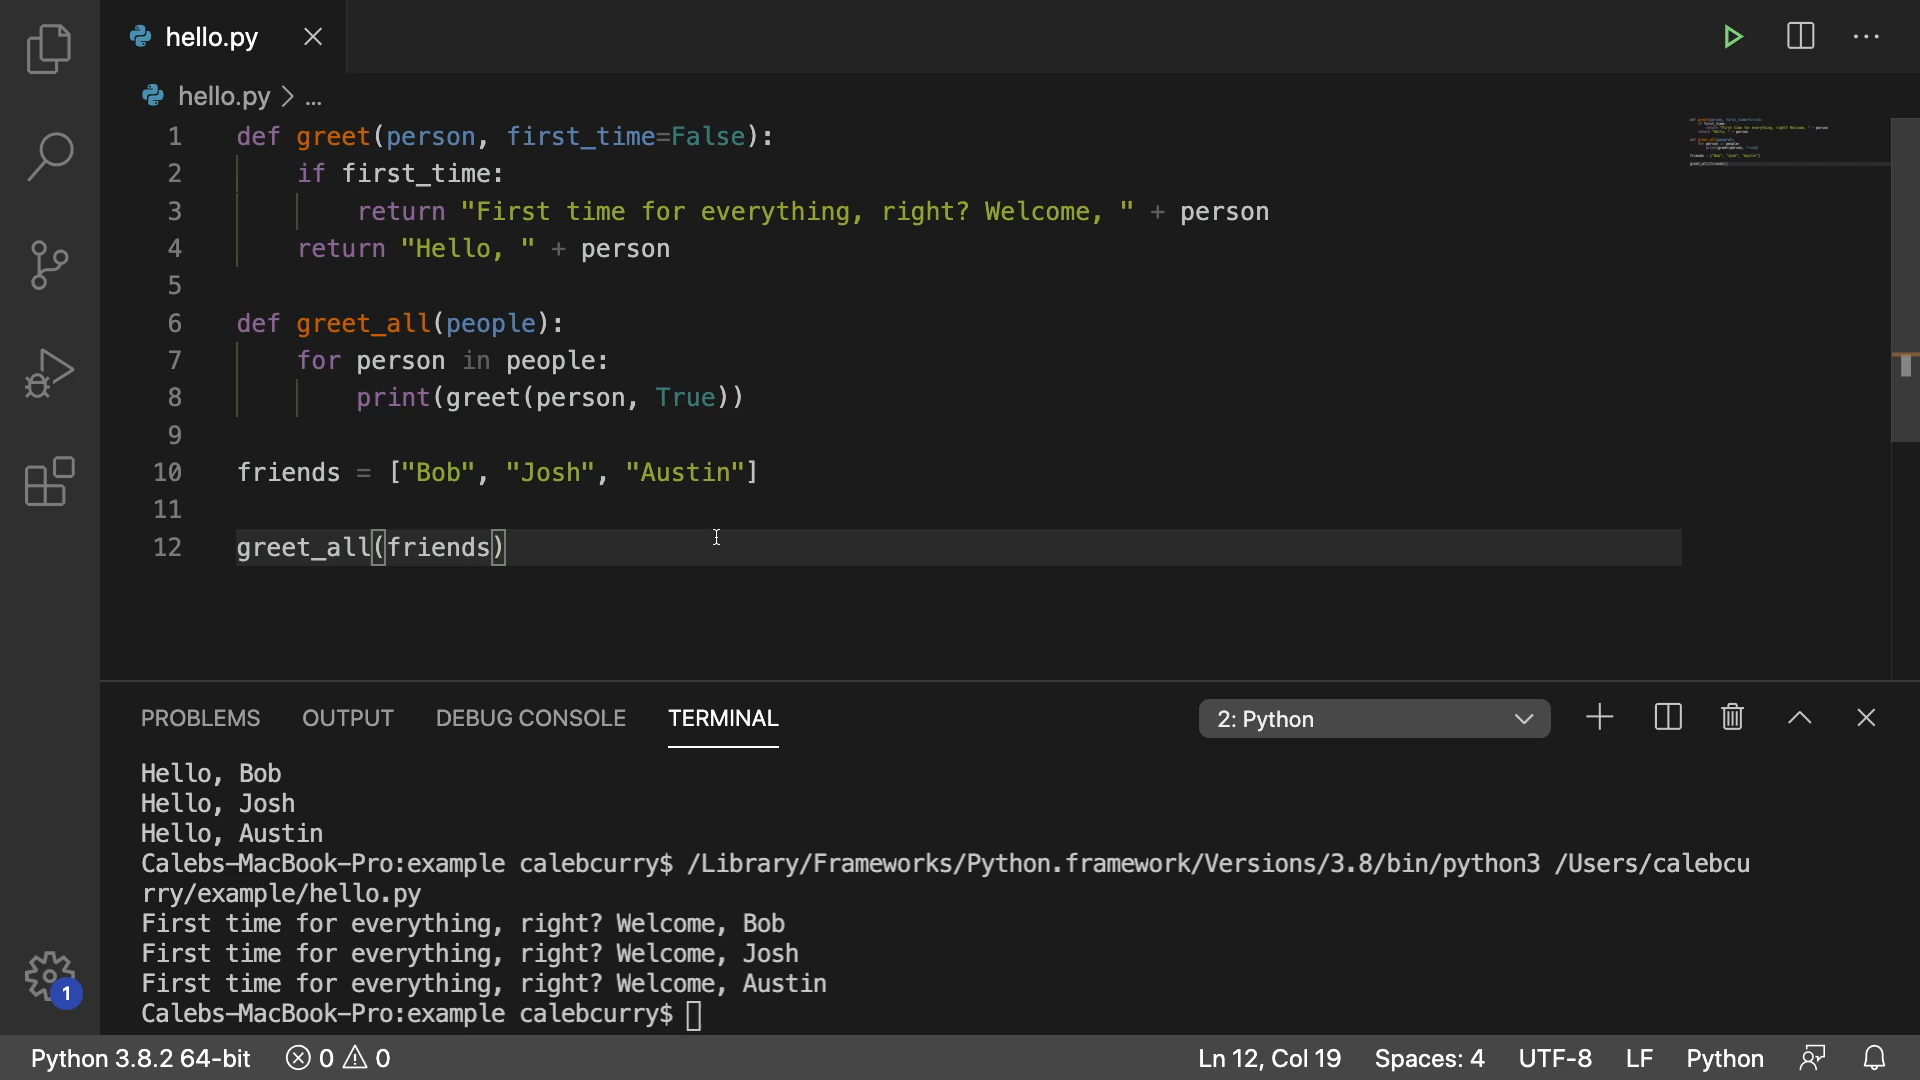 hello.py
hello.py > ...
1 def greet(person, first_time=False):
2 if first_time:
3 return "First time for everything, right? Welcome, " + person
4 return "Hello, " + person
5
6 def greet_all(people):
7 for person in people:
8 print(greet(person, True))
9
10 friends = ["Bob", "Josh", "Austin"]
11
12 greet_all(friends)
PROBLEMS OUTPUT DEBUG CONSOLE TERMINAL 2: Python
Hello, Bob
Hello, Josh
Hello, Austin
Calebs-MacBook-Pro:example calebcurry$ /Library/Frameworks/Python.framework/Versions/3.8/bin/python3 /Users/calebcu
rry/example/hello.py
First time for everything, right? Welcome, Bob
First time for everything, right? Welcome, Josh
First time for everything, right? Welcome, Austin
Calebs-MacBook-Pro:example calebcurry$
1
Python 3.8.2 64-bit 0 0 Ln 12, Col 19 Spaces: 4 UTF-8 LF Python